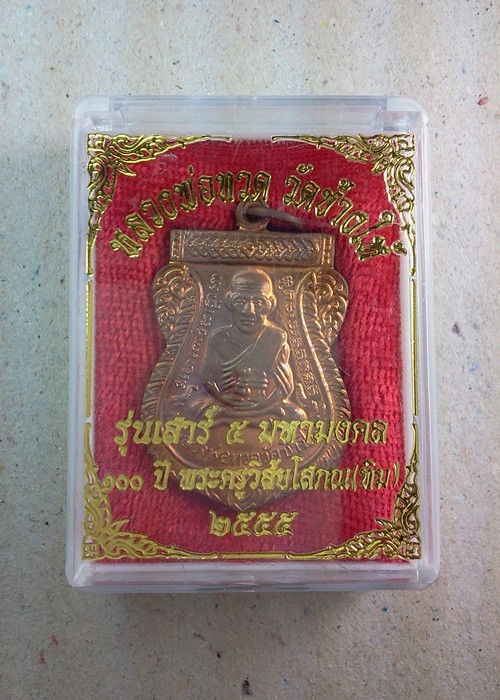 หลวงพ่อทวด วัดช้างให้
รุ่นเสาร์ ๕ มหามงคล
๑๐๐ ปี พระครูวิสัยโสภณ(ทิม)
๒๕๕๕